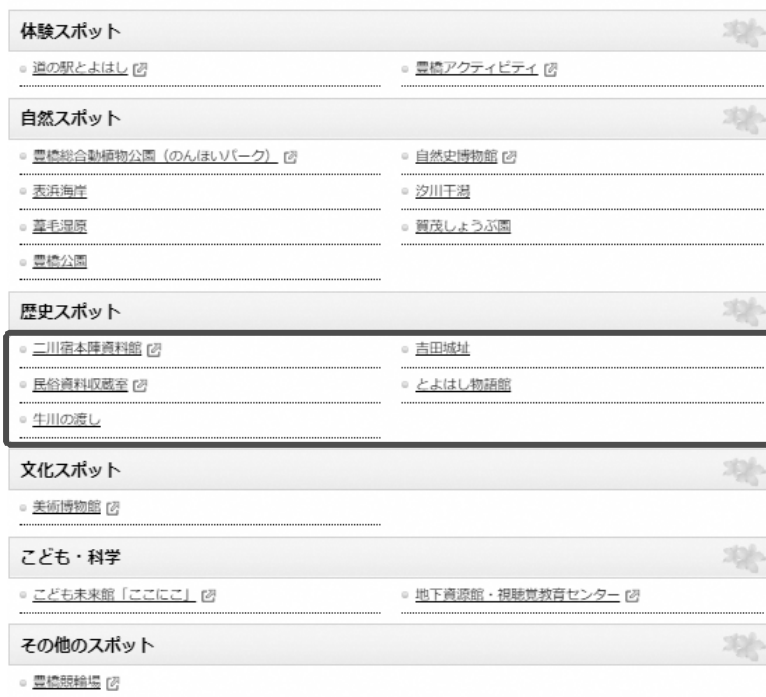 体験スポット
道の駅とよはし 豊橋アクティビティ
自然スポット
豊橋総合動植物公園（のんほいパーク） 自然史博物館
表浜海岸 汐川干潟
葦毛湿原 賀茂しょうぶ園
豊橋公園
歴史スポット
二川宿本陣資料館 吉田城址
民俗資料収蔵室 とよはし物語館
牛川の渡し
文化スポット
美術博物館
こども・科学
こども未来館「ここにこ」 地下資源館・視聴覚教育センター
その他のスポット
豊橋競輪場